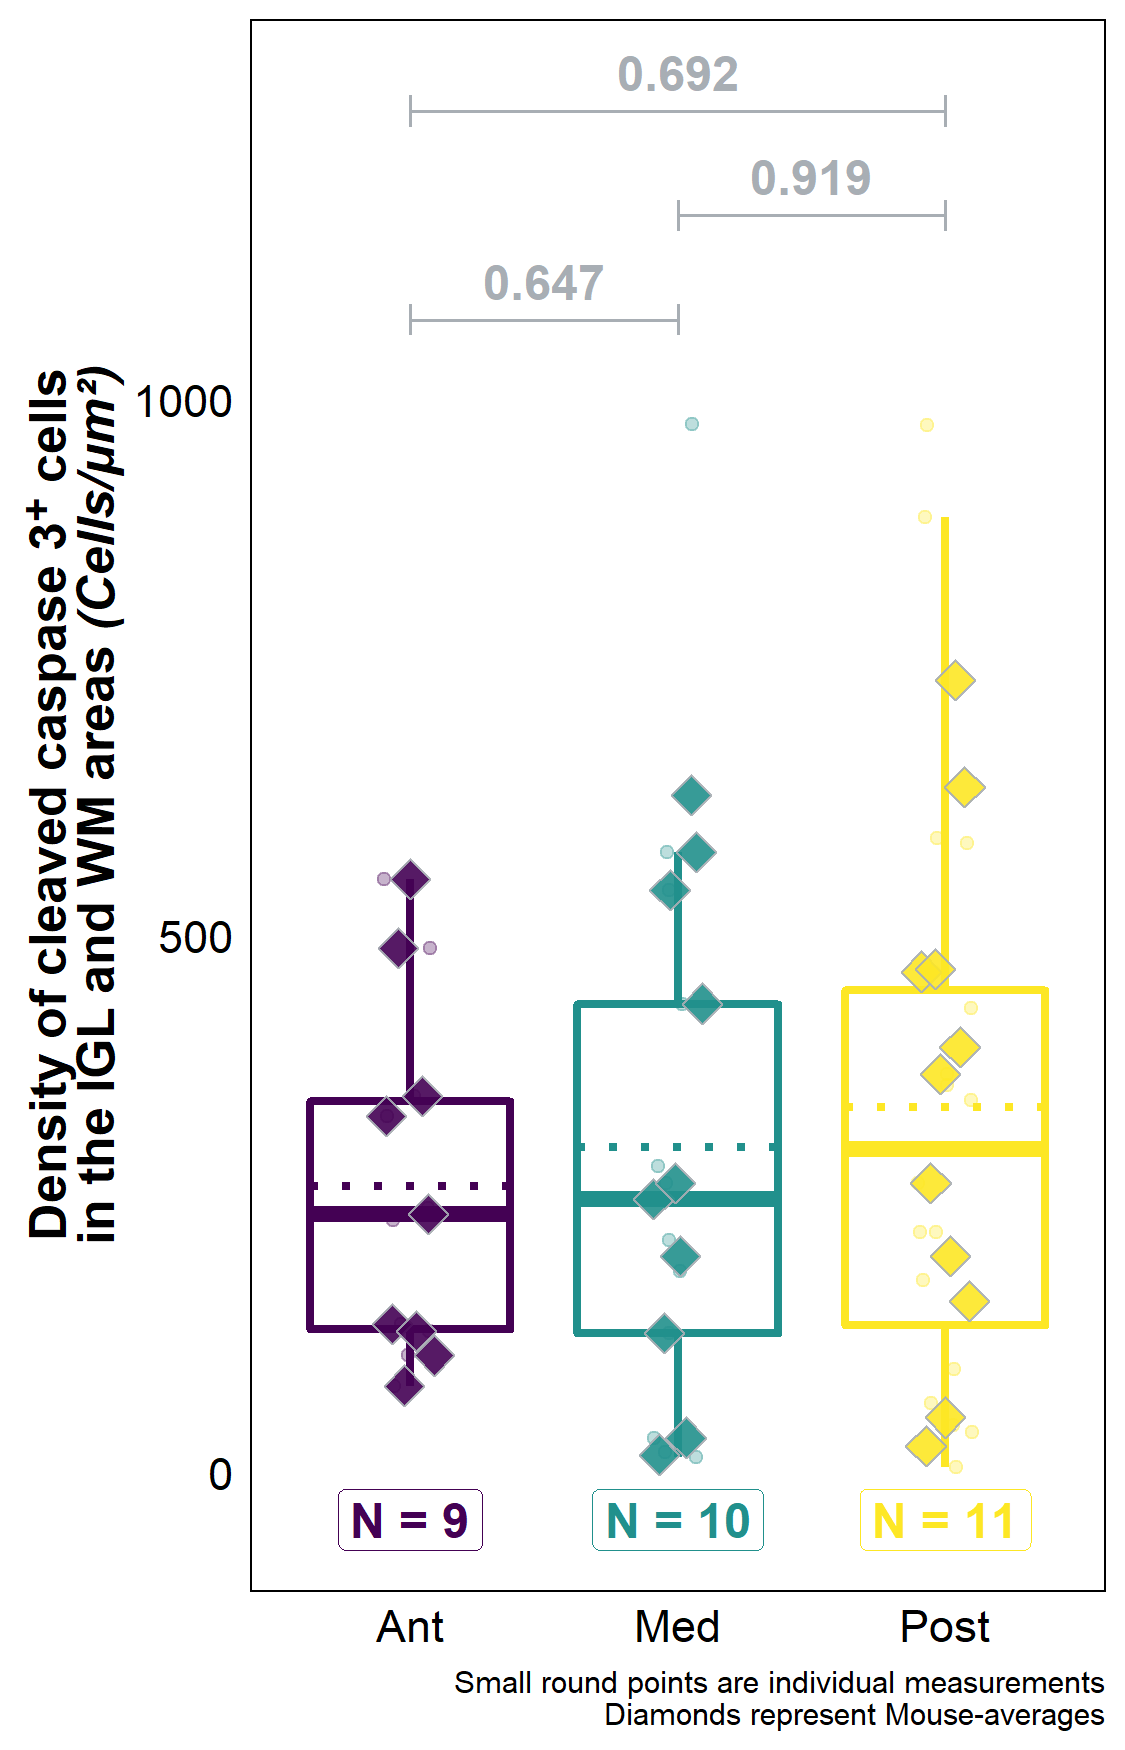 0.692
0.919
0.647
Density of cleaved caspase 3⁺ cells
in the IGL and WM areas (Cells/µm²)
1000
500
0
N = 9
N = 10
N = 11
Ant
Med
Post
Small round points are individual measurements
Diamonds represent Mouse-averages